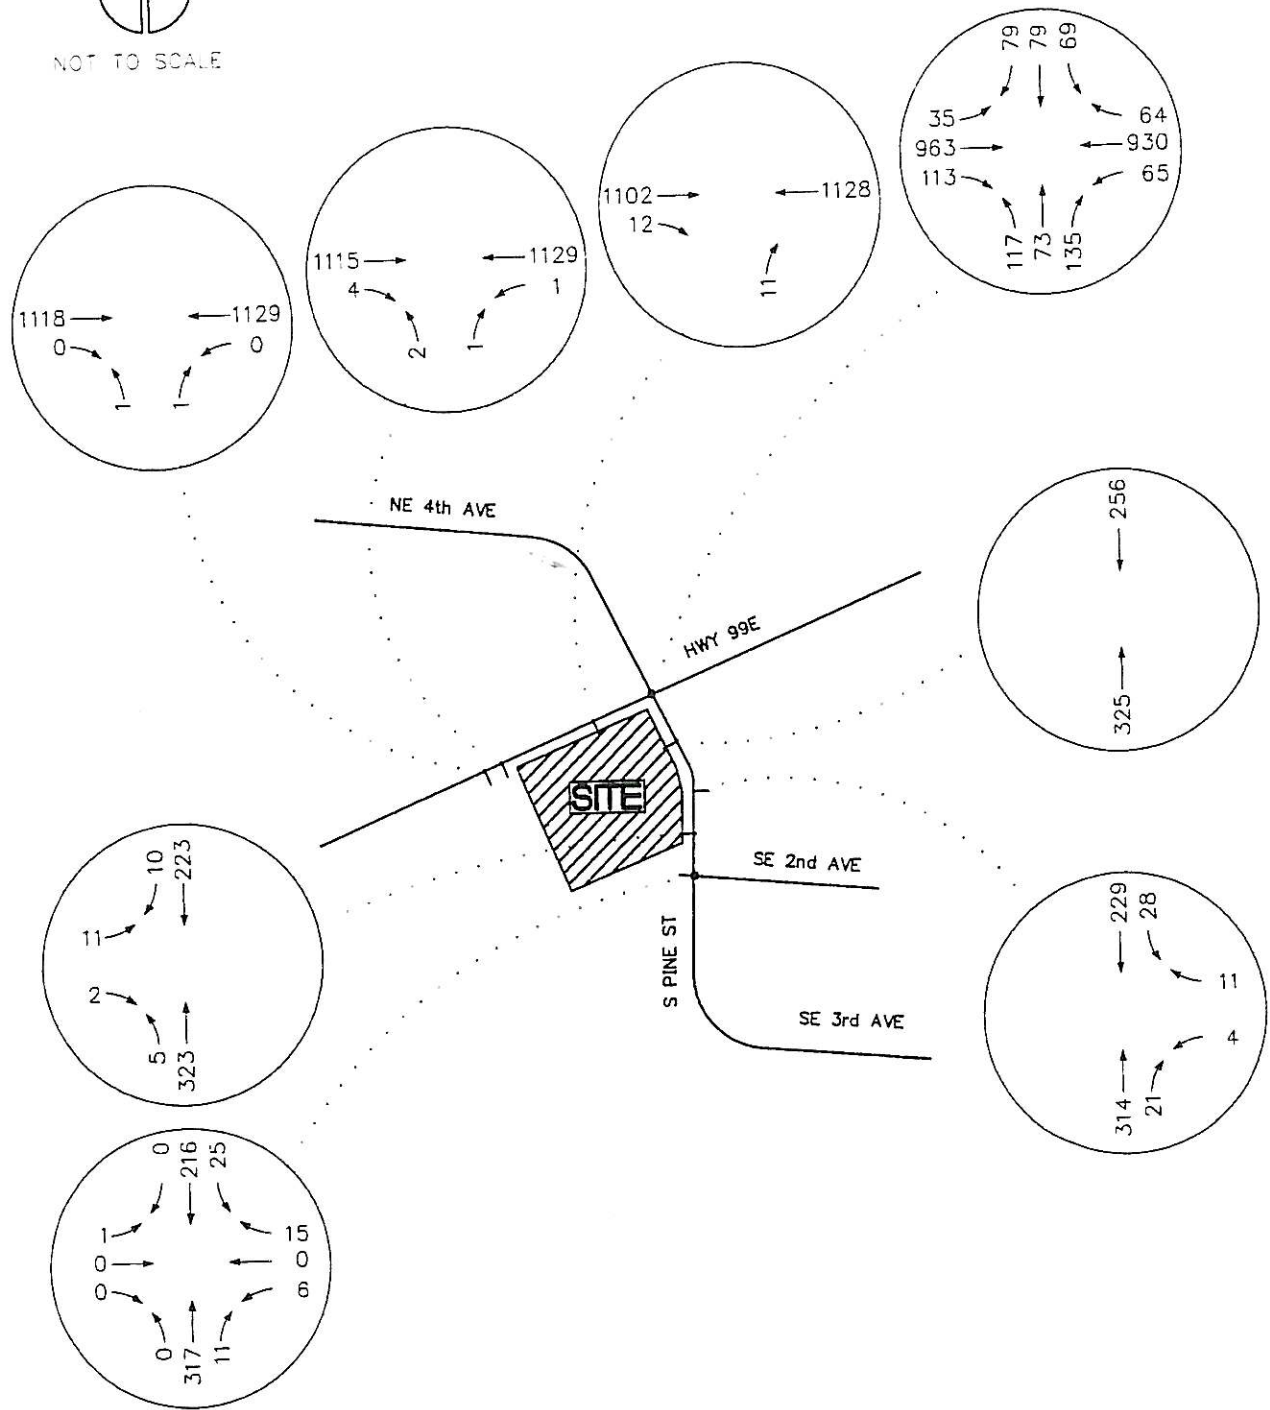 NOT TO SCALE
79 79 69
35 64
963 930
113 65
117 73 135
1102 1128
12
11
1115 1129
4 1
2 1
1118 1129
0 0
1 1
NE 4th AVE
HWY 99E
256
325
SITE
SE 2nd AVE
S PINE ST
SE 3rd AVE
10 223
11
2
5 323
229 28
11
4
314 21
0 216 25
1 15
0 0
0 6
0 317 11